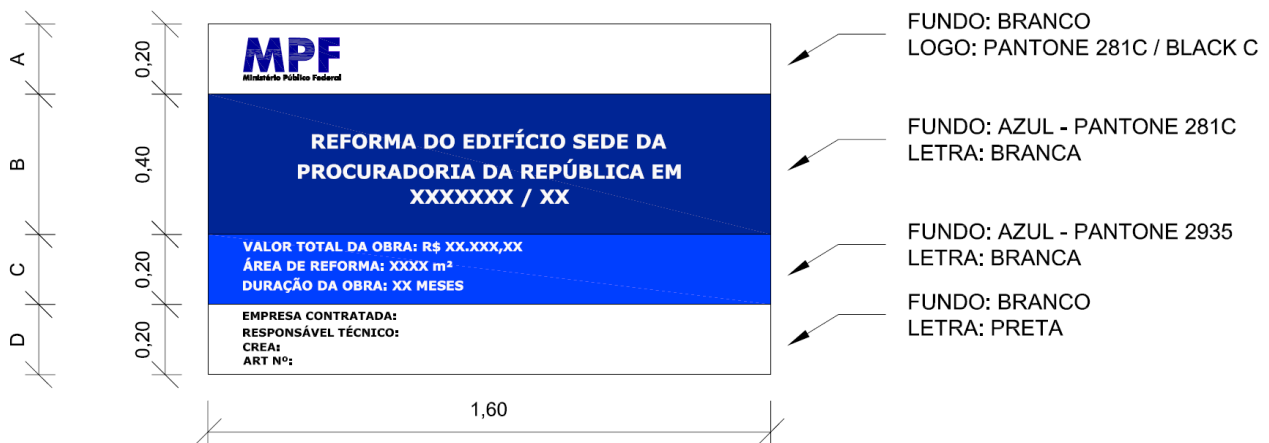 A
0,20
MPF
Ministério Público Federal
FUNDO: BRANCO
LOGO: PANTONE 281C / BLACK C
B
0,40
REFORMA DO EDIFÍCIO SEDE DA
PROCURADORIA DA REPÚBLICA EM
XXXXXXX / XX
FUNDO: AZUL - PANTONE 281C
LETRA: BRANCA
C
0,20
VALOR TOTAL DA OBRA: R$ XX.XXX,XX
ÁREA DE REFORMA: XXXX m²
DURAÇÃO DA OBRA: XX MESES
FUNDO: AZUL - PANTONE 2935
LETRA: BRANCA
D
0,20
EMPRESA CONTRATADA:
RESPONSÁVEL TÉCNICO:
CREA:
ART Nº:
FUNDO: BRANCO
LETRA: PRETA
1,60